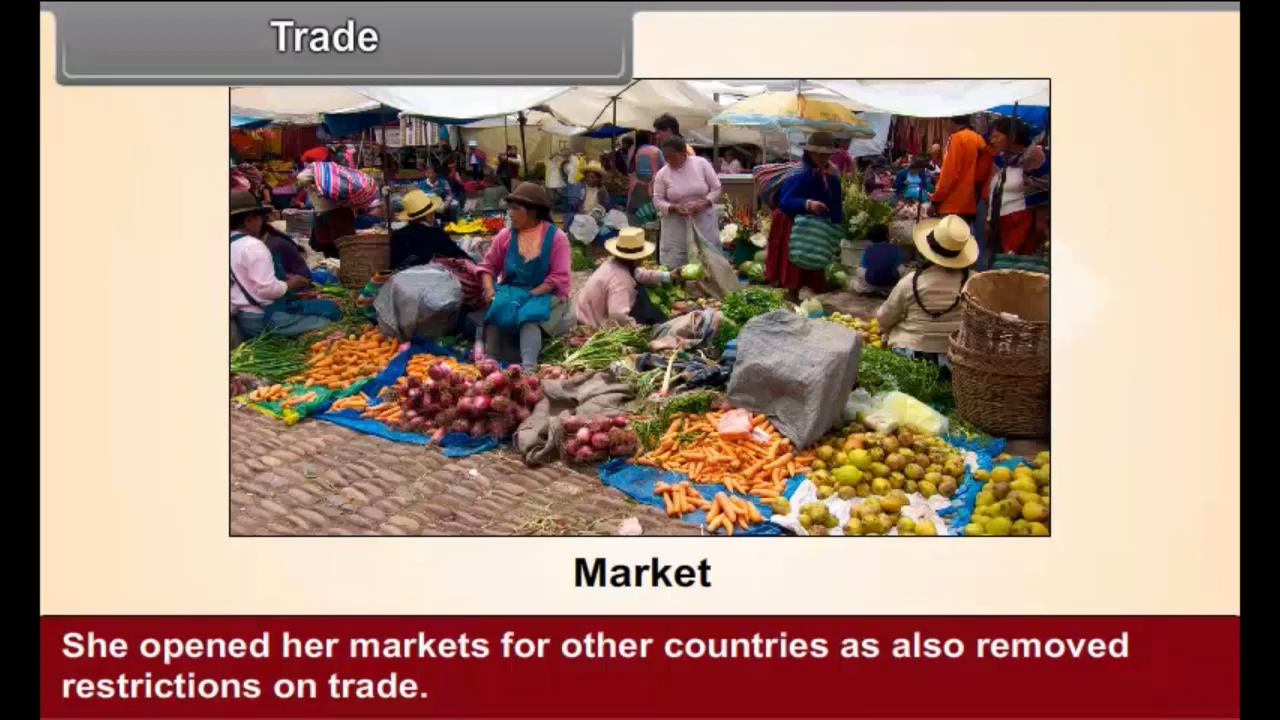 Trade
Market
She opened her markets for other countries as also removed
restrictions on trade.